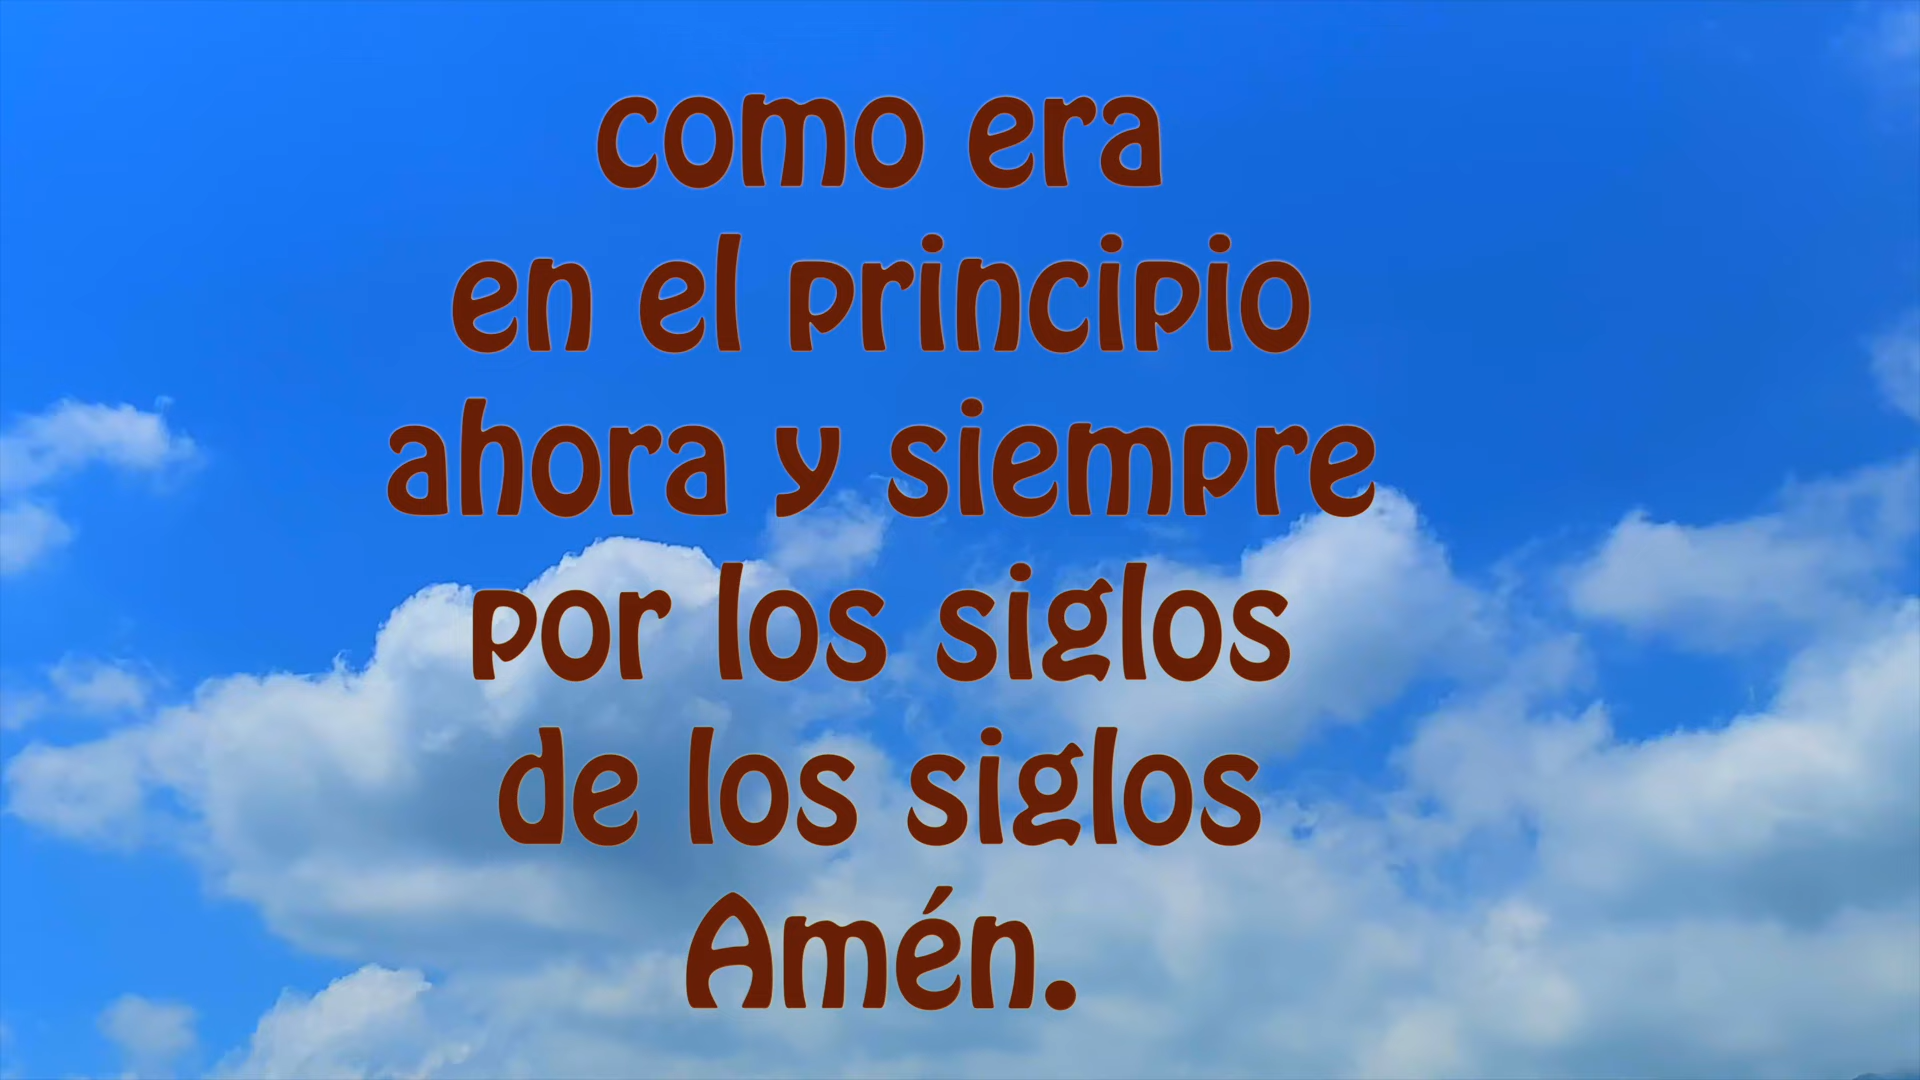 como era
en el principio
ahora y siempre
por los siglos
de los siglos
Amén.